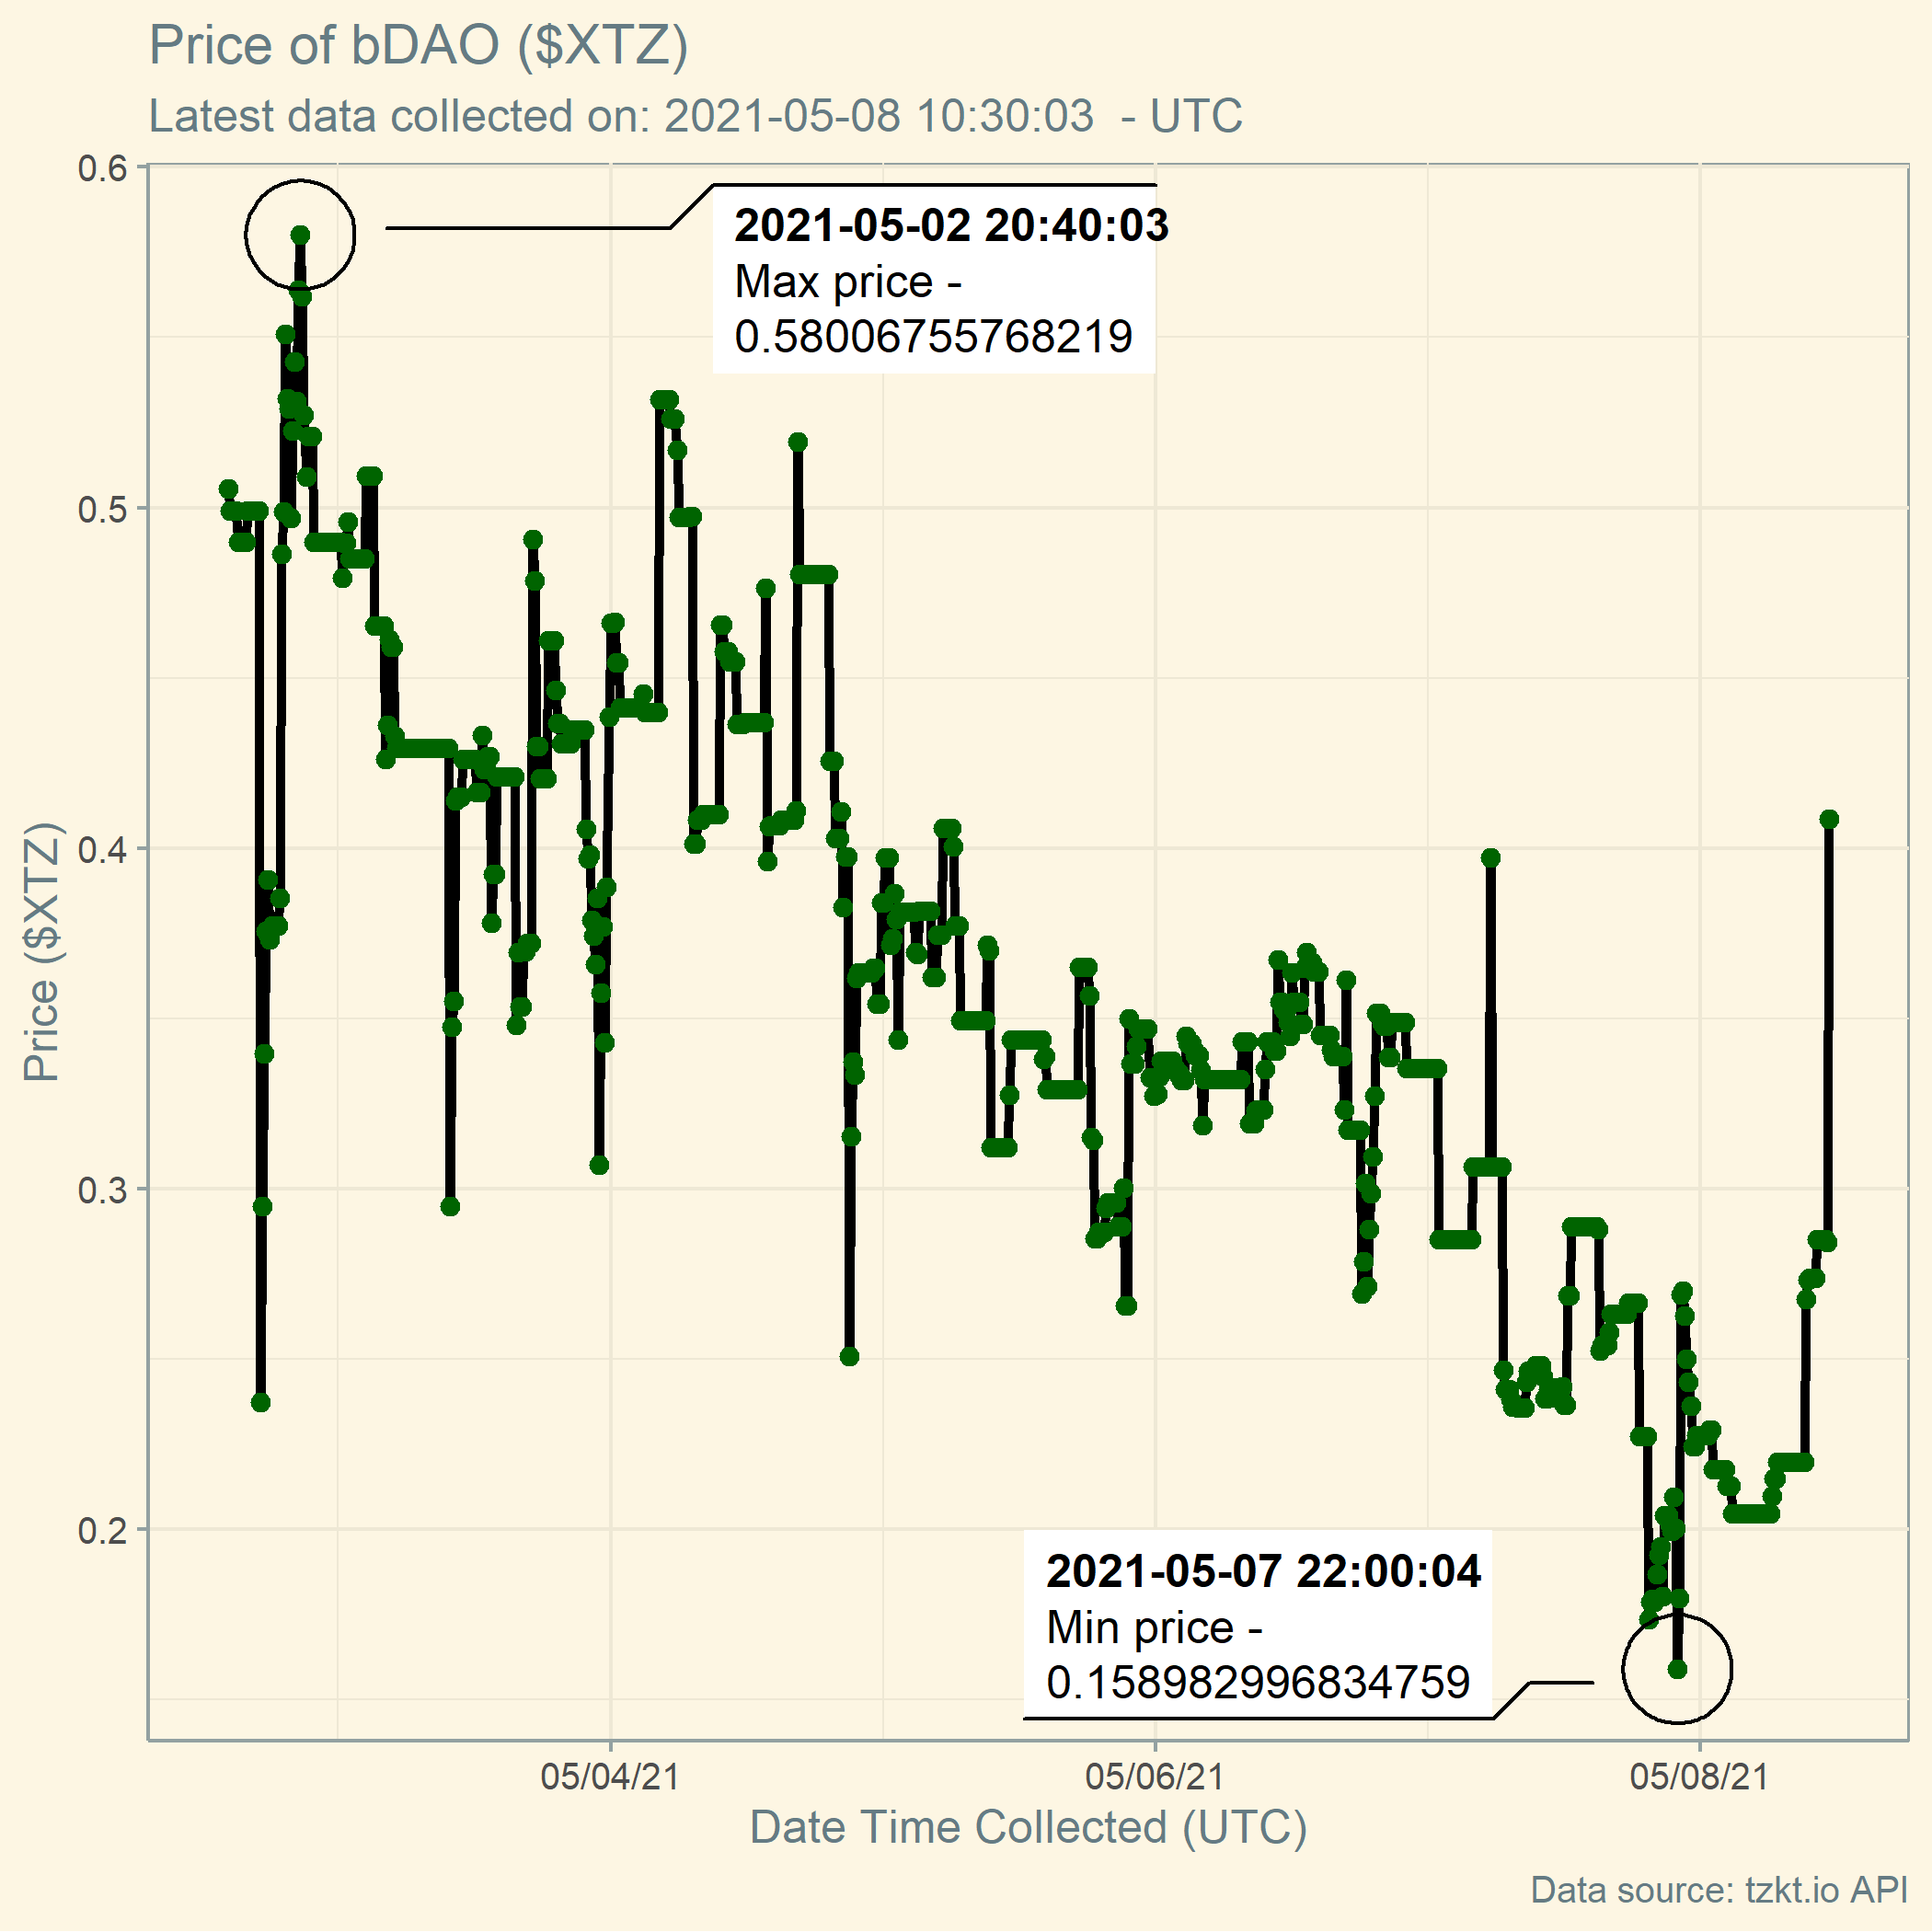 Price of bDAO ($XTZ)
Latest data collected on: 2021-05-08 10:30:03  - UTC
0.6
0.5
0.4
0.3
0.2
Price ($XTZ)
2021-05-02 20:40:03
Max price -
0.58006755768219
2021-05-07 22:00:04
Min price -
0.158982996834759
05/04/21
05/06/21
05/08/21
Date Time Collected (UTC)
Data source: tzkt.io API